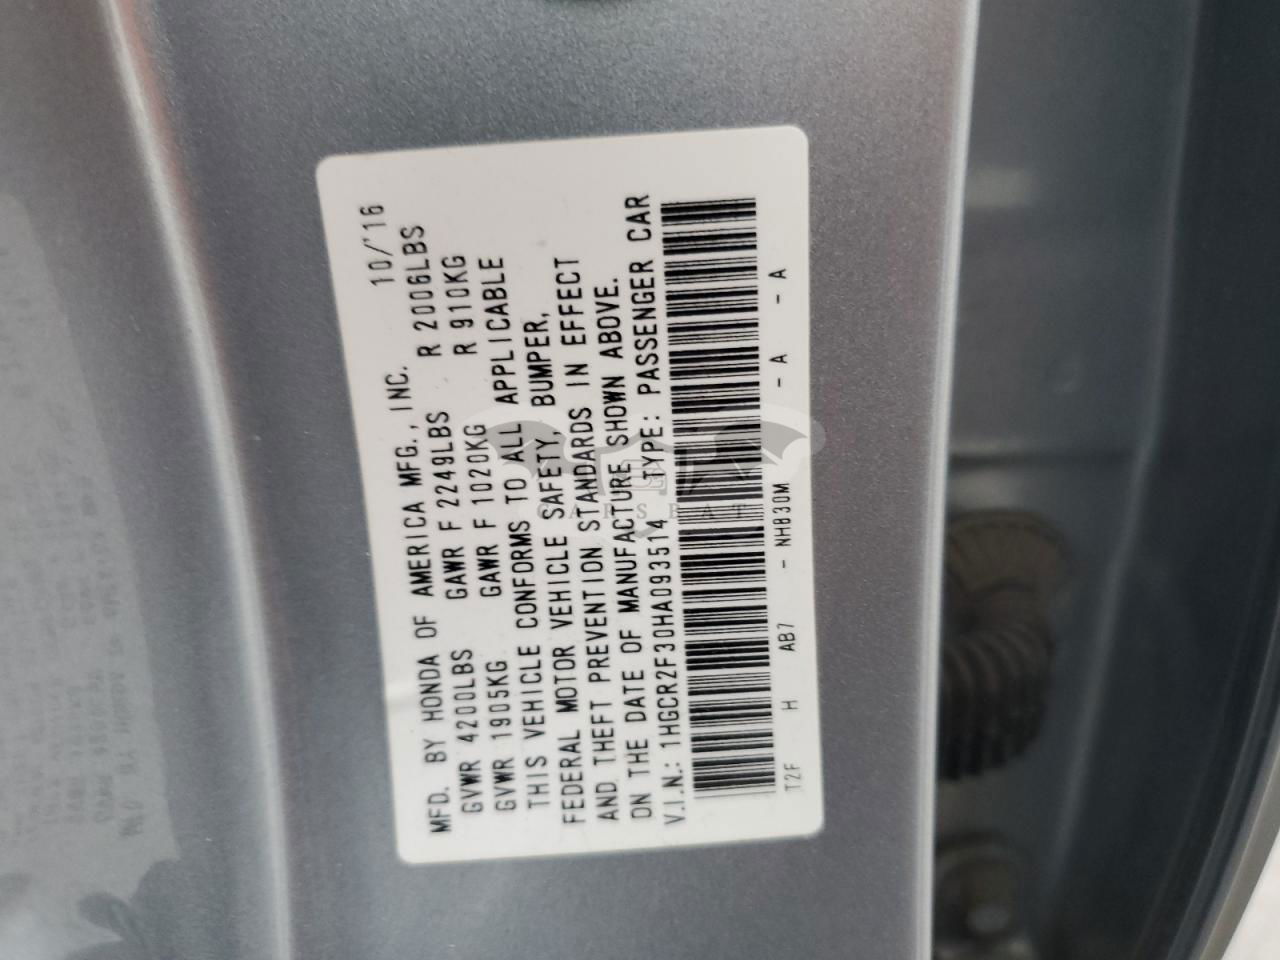 MFD. BY HONDA OF AMERICA MFG., INC. 10/'16
GVWR 4200LBS GAWR F 2249LBS R 2006LBS
GVWR 1905KG GAWR F 1020KG R 910KG
THIS VEHICLE CONFORMS TO ALL APPLICABLE
FEDERAL MOTOR VEHICLE SAFETY, BUMPER,
AND THEFT PREVENTION STANDARDS IN EFFECT
ON THE DATE OF MANUFACTURE SHOWN ABOVE.
V.I.N.: 1HGCR2F30HA093514 TYPE: PASSENGER CAR
T2F H AB7 - NH830M - A - A
CARSBAT